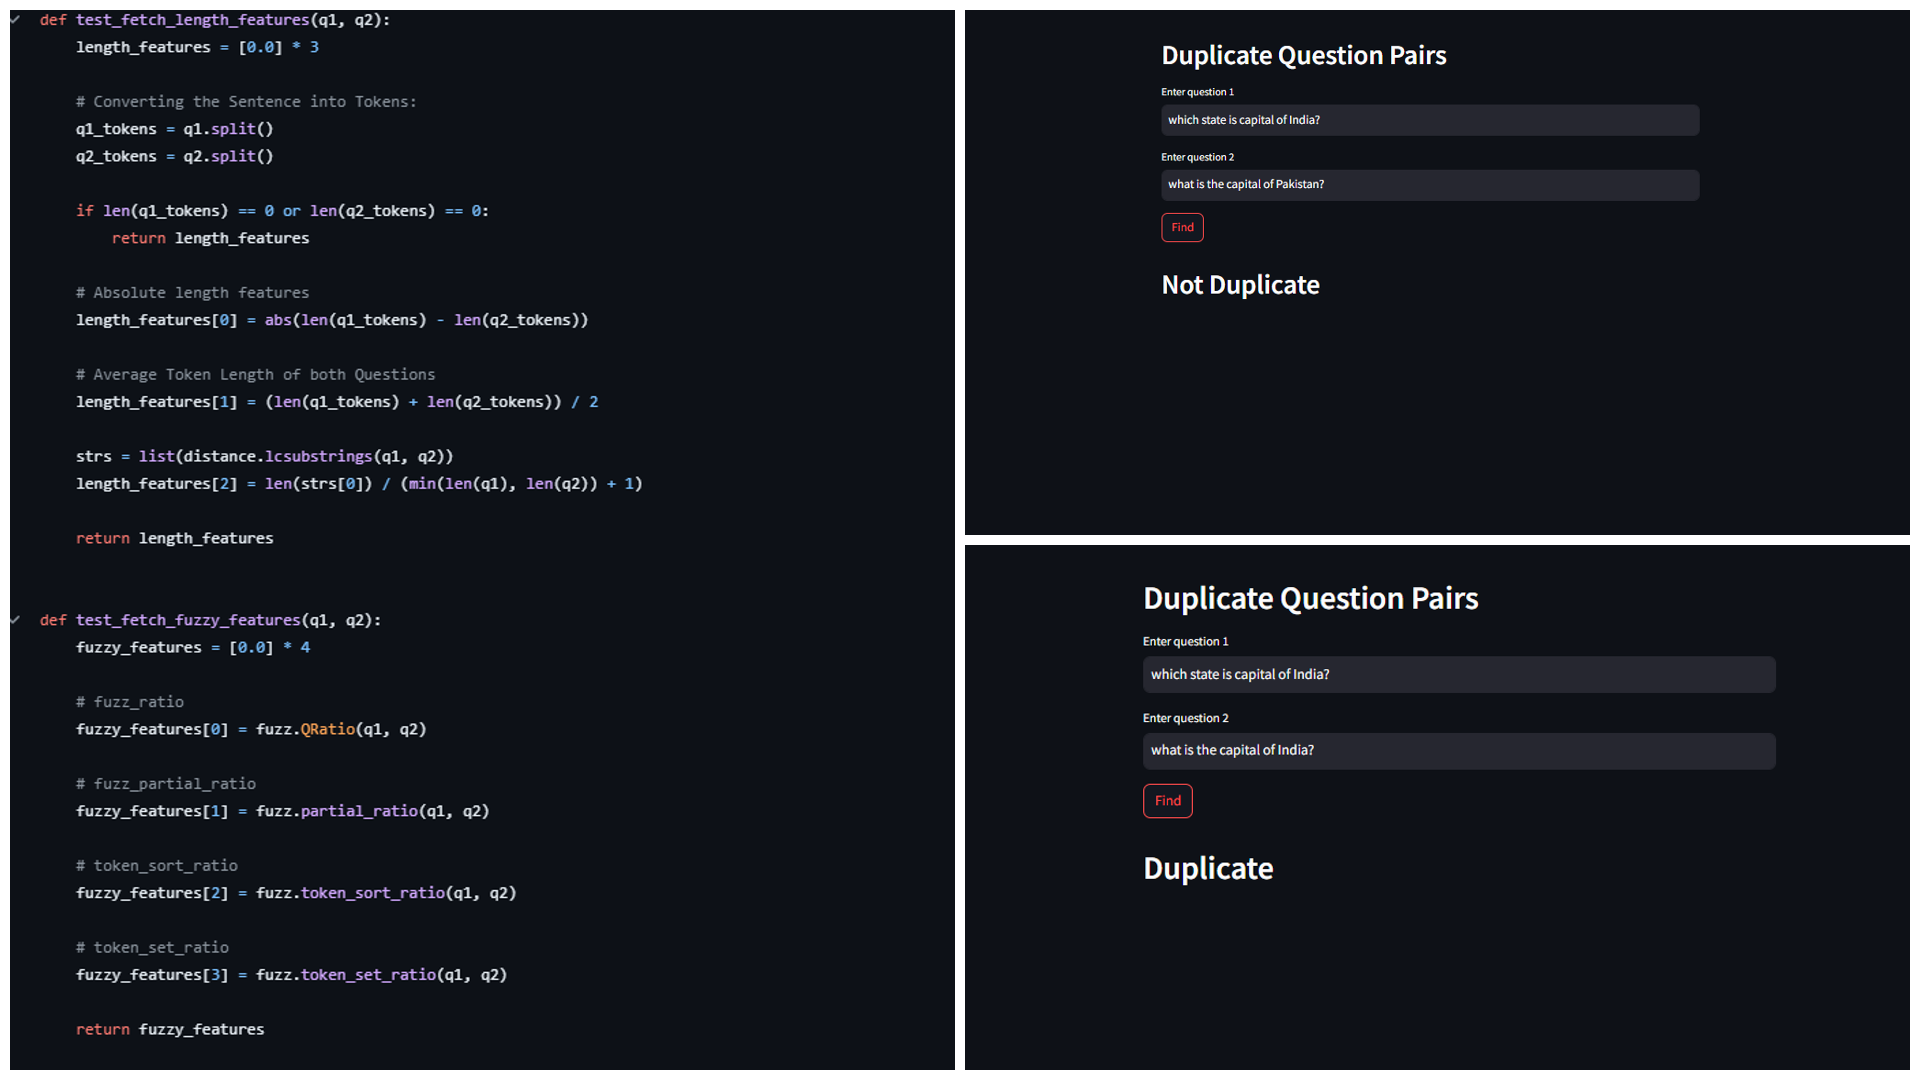 def test_fetch_length_features(q1, q2):
    length_features = [0.0] * 3
    # Converting the Sentence into Tokens:
    q1_tokens = q1.split()
    q2_tokens = q2.split()
    if len(q1_tokens) == 0 or len(q2_tokens) == 0:
        return length_features
    # Absolute length features
    length_features[0] = abs(len(q1_tokens) - len(q2_tokens))
    # Average Token Length of both Questions
    length_features[1] = (len(q1_tokens) + len(q2_tokens)) / 2
    strs = list(distance.lcsubstrings(q1, q2))
    length_features[2] = len(strs[0]) / (min(len(q1), len(q2)) + 1)
    return length_features
def test_fetch_fuzzy_features(q1, q2):
    fuzzy_features = [0.0] * 4
    # fuzz_ratio
    fuzzy_features[0] = fuzz.QRatio(q1, q2)
    # fuzz_partial_ratio
    fuzzy_features[1] = fuzz.partial_ratio(q1, q2)
    # token_sort_ratio
    fuzzy_features[2] = fuzz.token_sort_ratio(q1, q2)
    # token_set_ratio
    fuzzy_features[3] = fuzz.token_set_ratio(q1, q2)
    return fuzzy_features
Duplicate Question Pairs
Enter question 1
which state is capital of India?
Enter question 2
what is the capital of Pakistan?
Find
Not Duplicate
Duplicate Question Pairs
Enter question 1
which state is capital of India?
Enter question 2
what is the capital of India?
Find
Duplicate